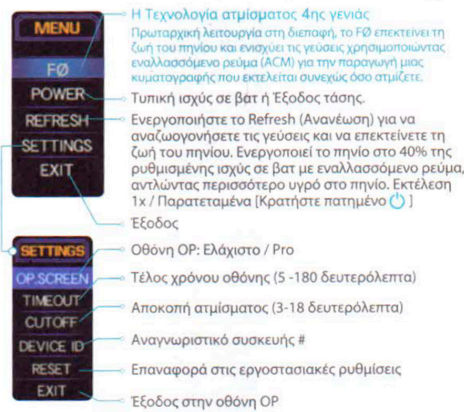 MENU
FØ
POWER
REFRESH
SETTINGS
EXIT
Η Τεχνολογία ατμίσματος 4ης γενιάς
Πρωταρχική λειτουργία στη διεπαφή, το FØ επεκτείνει τη
ζωή του πηνίου και ενισχύει τις γεύσεις χρησιμοποιώντας
εναλλασσόμενο ρεύμα (ACM) για την παραγωγή μιας
κυματογραφής που εκτελείται συνεχώς όσο ατμίζετε.
Τυπική ισχύς σε βατ ή Έξοδος τάσης.
Ενεργοποιήστε το Refresh (Ανανέωση) για να
αναζωογονήσετε τις γεύσεις και να επεκτείνετε τη
ζωή του πηνίου. Ενεργοποιεί το πηνίο στο 40% της
ρυθμισμένης ισχύς σε βατ με εναλλασσόμενο ρεύμα,
αντλώντας περισσότερο υγρό στο πηνίο. Εκτέλεση
1x / Παρατεταμένα [Κρατήστε πατημένο ]
Έξοδος
SETTINGS
OP.SCREEN
TIMEOUT
CUTOFF
DEVICE ID
RESET
EXIT
Οθόνη OP: Ελάχιστο / Pro
Τέλος χρόνου οθόνης (5 -180 δευτερόλεπτα)
Αποκοπή ατμίσματος (3-18 δευτερόλεπτα)
Αναγνωριστικό συσκευής #
Επαναφορά στις εργοστασιακές ρυθμίσεις
Έξοδος στην οθόνη OP